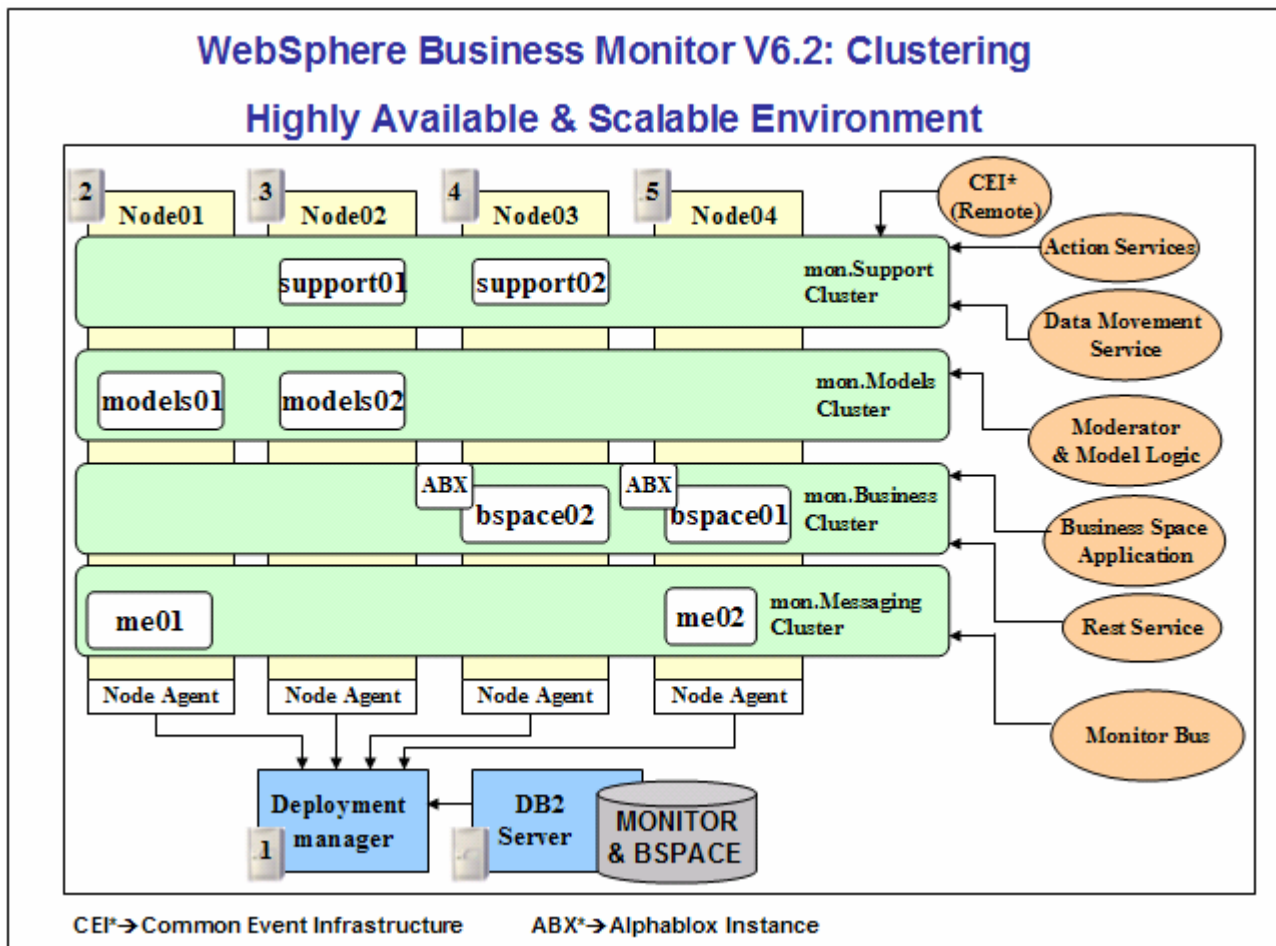 WebSphere Business Monitor V6.2: Clustering
Highly Available & Scalable Environment
.2
Node01
.3
Node02
4
Node03
.5
Node04
CEI*
(Remote)
Action Services
support01
support02
mon.Support
Cluster
Data Movement
Service
models01
models02
mon.Models
Cluster
Moderator
& Model Logic
ABX
bspace02
ABX
bspace01
mon.Business
Cluster
Business Space
Application
me01
me02
mon.Messaging
Cluster
Rest Service
Node Agent
Node Agent
Node Agent
Node Agent
Monitor Bus
Deployment
manager
.1
DB2
Server
MONITOR
& BSPACE
CEI*→Common Event Infrastructure
ABX*→Alphablox Instance